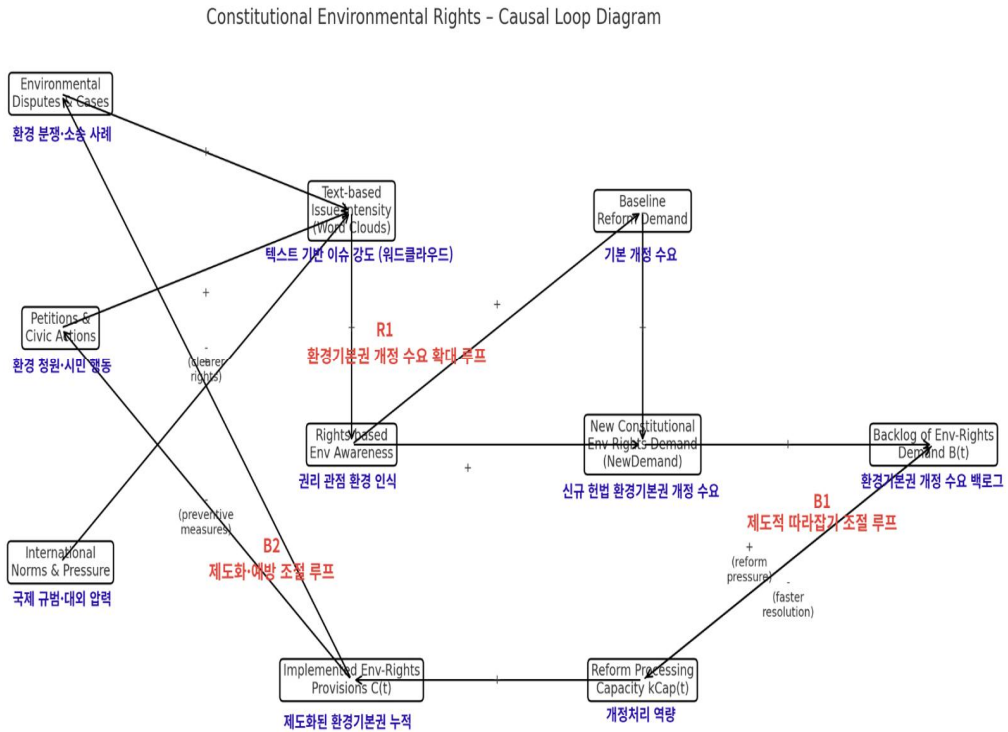 Constitutional Environmental Rights – Causal Loop Diagram
Environmental
Disputes & Cases
환경 분쟁·소송 사례
+
Text-based
Issue Intensity
(Word Clouds)
텍스트 기반 이슈 강도 (워드클라우드)
Baseline
Reform Demand
기본 개정 수요
+
Petitions &
Civic Actions
환경 청원·시민 행동
+
+
+
-
(clearer
rights)
R1
환경기본권 개정 수요 확대 루프
+
Rights-based
Env Awareness
권리 관점 환경 인식
+
New Constitutional
Env Rights Demand
(NewDemand)
신규 헌법 환경기본권 개정 수요
+
Backlog of Env-Rights
Demand B(t)
환경기본권 개정 수요 백로그
-
(preventive
measures)
B1
제도적 따라잡기 조절 루프
B2
제도화·예방 조절 루프
International
Norms & Pressure
국제 규범·대외 압력
+
(reform
pressure)
-
(faster
resolution)
Implemented Env-Rights
Provisions C(t)
제도화된 환경기본권 누적
+
Reform Processing
Capacity kCap(t)
개정처리 역량